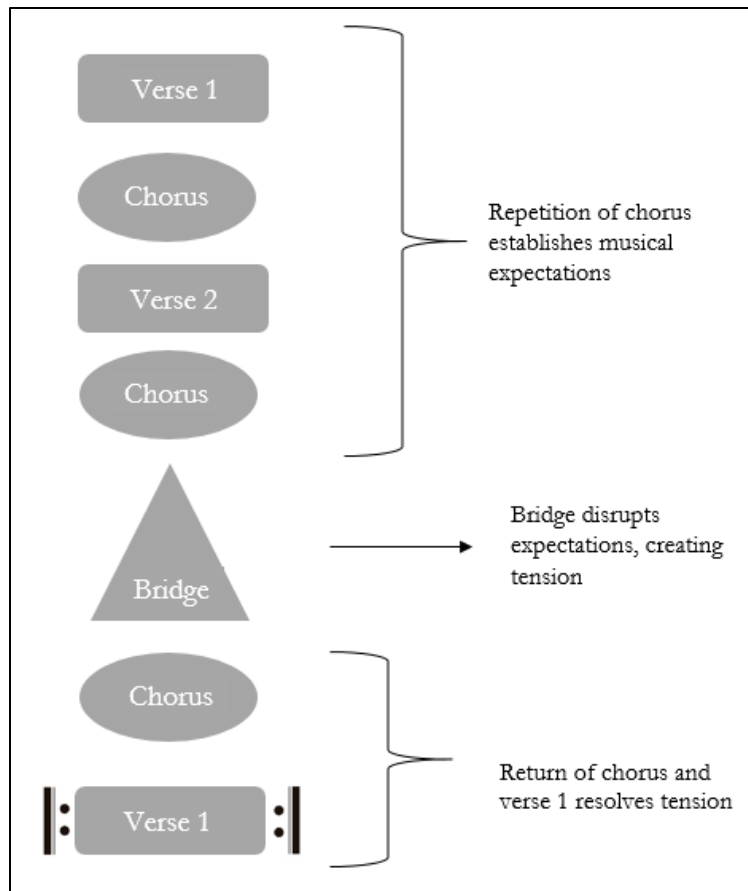 Verse 1
Chorus
Verse 2
Chorus
Repetition of chorus
establishes musical
expectations
Bridge
Bridge disrupts
expectations, creating
tension
Chorus
Verse 1
Return of chorus and
verse 1 resolves tension